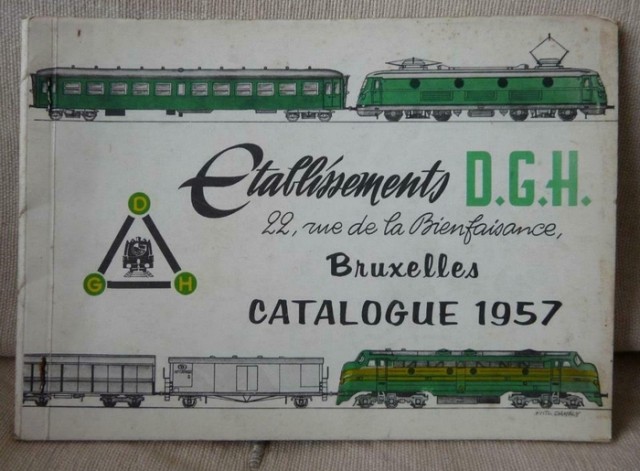 Etablissements D.G.H.
22, rue de la Bienfaisance,
Bruxelles
CATALOGUE 1957
D
G H